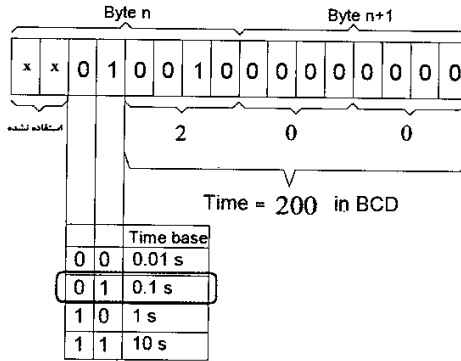 Byte n Byte n+1
x x 0 1 0 0 1 0 0 0 0 0 0 0 0 0
استفاده نشده 2 0 0
Time = 200 in BCD
Time base
0 0 0.01 s
0 1 0.1 s
1 0 1 s
1 1 10 s